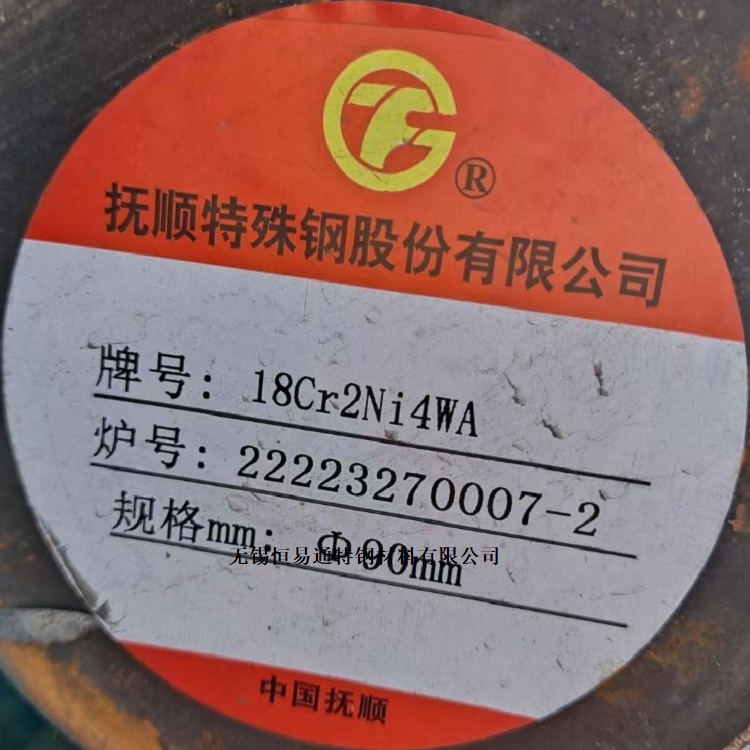 ®
抚顺特殊钢股份有限公司
牌号: 18Cr2Ni4WA
炉号: 22223270007-2
规格mm: Φ90mm
无锡恒易通特钢材料有限公司
中国抚顺